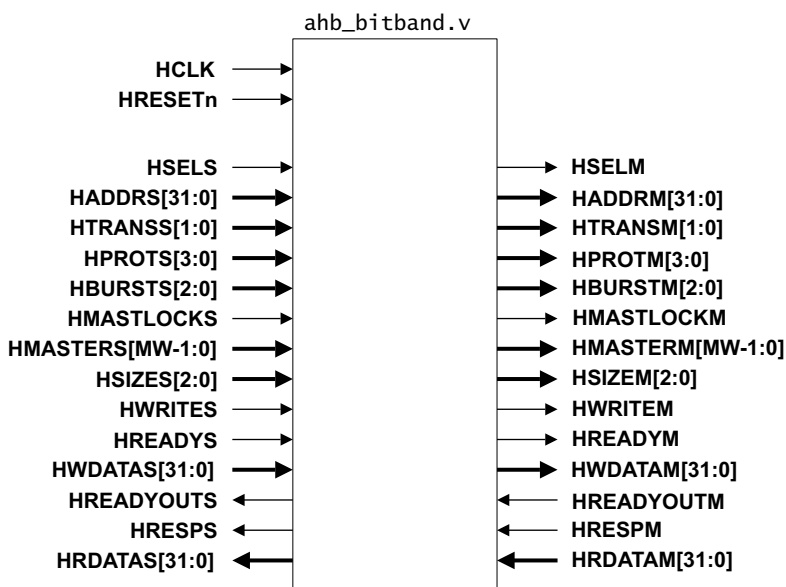 ahb_bitband.v
HCLK
HRESETn
HSELS HSELM
HADDRS[31:0] HADDRM[31:0]
HTRANSS[1:0] HTRANSM[1:0]
HPROTS[3:0] HPROTM[3:0]
HBURSTS[2:0] HBURSTM[2:0]
HMASTLOCKS HMASTLOCKM
HMASTERS[MW-1:0] HMASTERM[MW-1:0]
HSIZES[2:0] HSIZEM[2:0]
HWRITES HWRITEM
HREADYS HREADYM
HWDATAS[31:0] HWDATAM[31:0]
HREADYOUTS HREADYOUTM
HRESPS HRESPM
HRDATAS[31:0] HRDATAM[31:0]